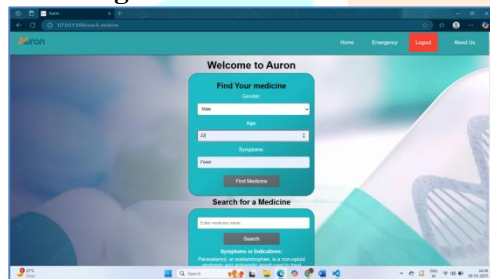 Auron
127.0.0.1:5000/search_medicine
Auron
Home Emergency Logout About Us
Welcome to Auron
Find Your medicine
Gender:
Male
Age:
22
Symptoms:
Fever
Find Medicine
Search for a Medicine
Enter medicine name...
Search
Symptoms or Indications:
Paracetamol, or acetaminophen, is a non-opioid
Search